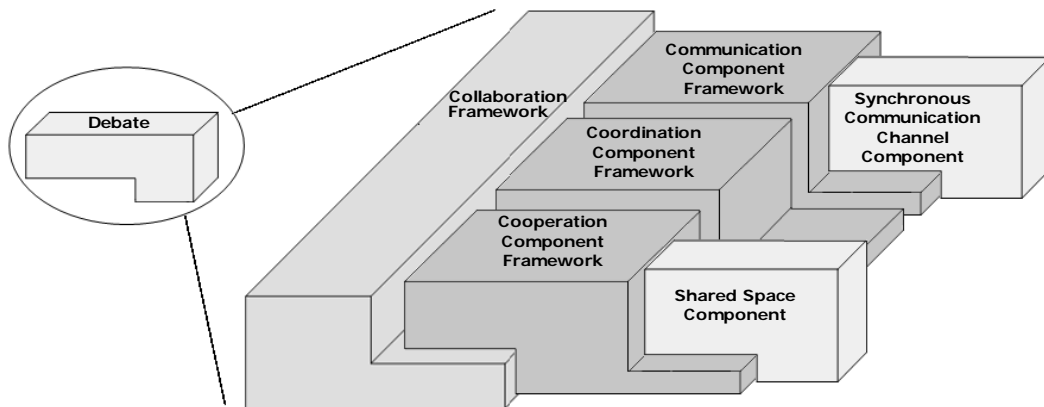 Debate
Collaboration
Framework
Communication
Component
Framework
Synchronous
Communication
Channel
Component
Coordination
Component
Framework
Cooperation
Component
Framework
Shared Space
Component